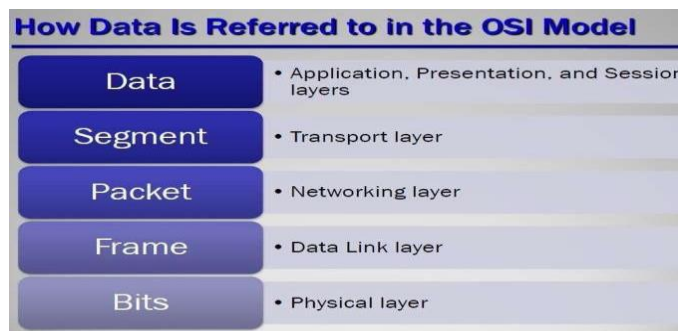 How Data Is Referred to in the OSI Model
Data
• Application, Presentation, and Session
layers
Segment
• Transport layer
Packet
• Networking layer
Frame
• Data Link layer
Bits
• Physical layer